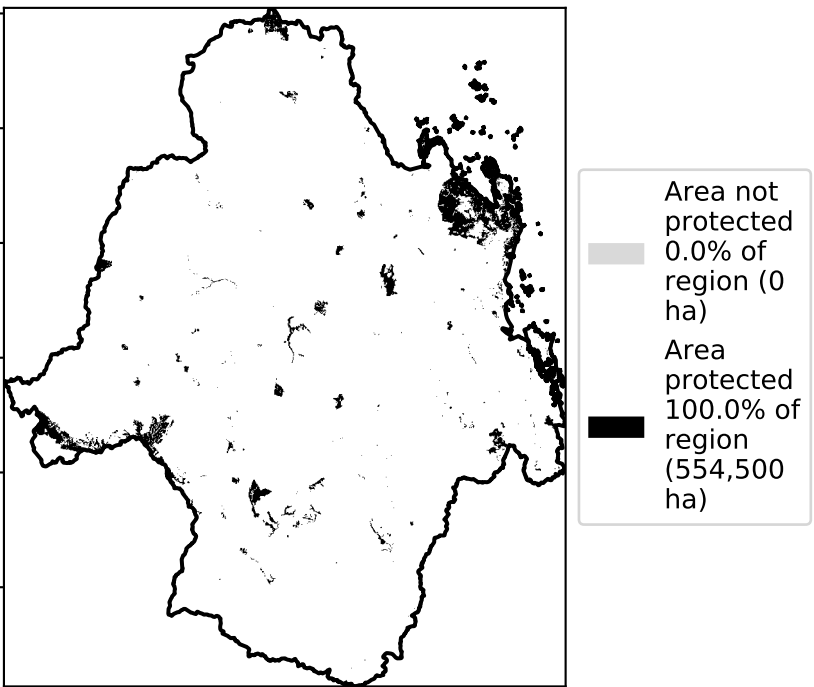 Area not
protected
0.0% of
region (0
ha)
Area
protected
100.0% of
region
(554,500
ha)